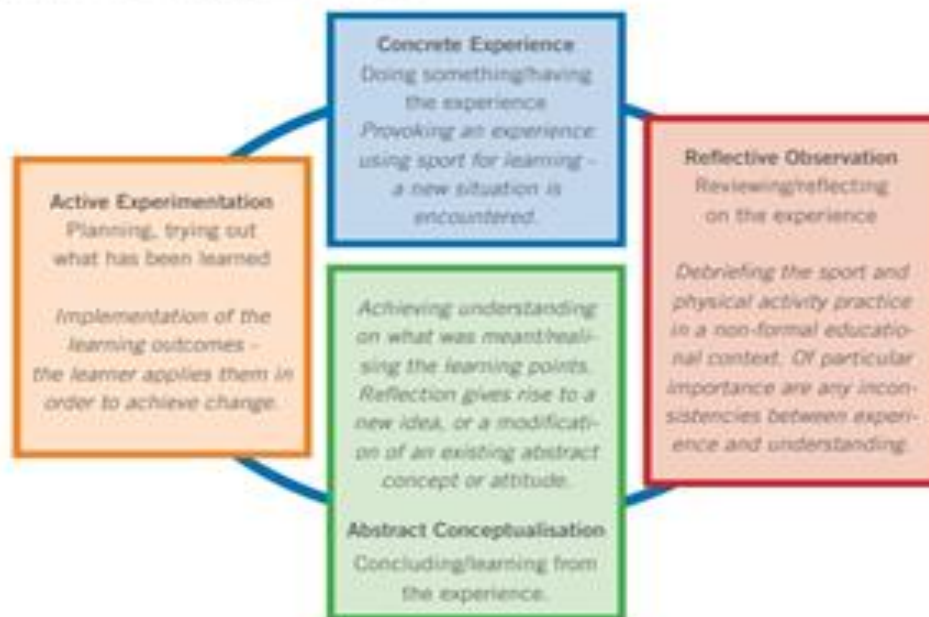 Concrete Experience
Doing something/having
the experience
Provoking an experience
using sport for learning -
a new situation is
encountered.
Reflective Observation
Reviewing/reflecting
on the experience
Debriefing the sport and
physical activity practice
in a non-formal educatio-
nal context. Of particular
importance are any incon-
sistencies between experi-
ence and understanding.
Achieving understanding
on what was meant/reali-
sing the learning points.
Reflection gives rise to a
new idea, or a modificati-
on of an existing abstract
concept or attitude.
Abstract Conceptualisation
Concluding/learning from
the experience.
Active Experimentation
Planning, trying out
what has been learned
Implementation of the
learning outcomes -
the learner applies them in
order to achieve change.